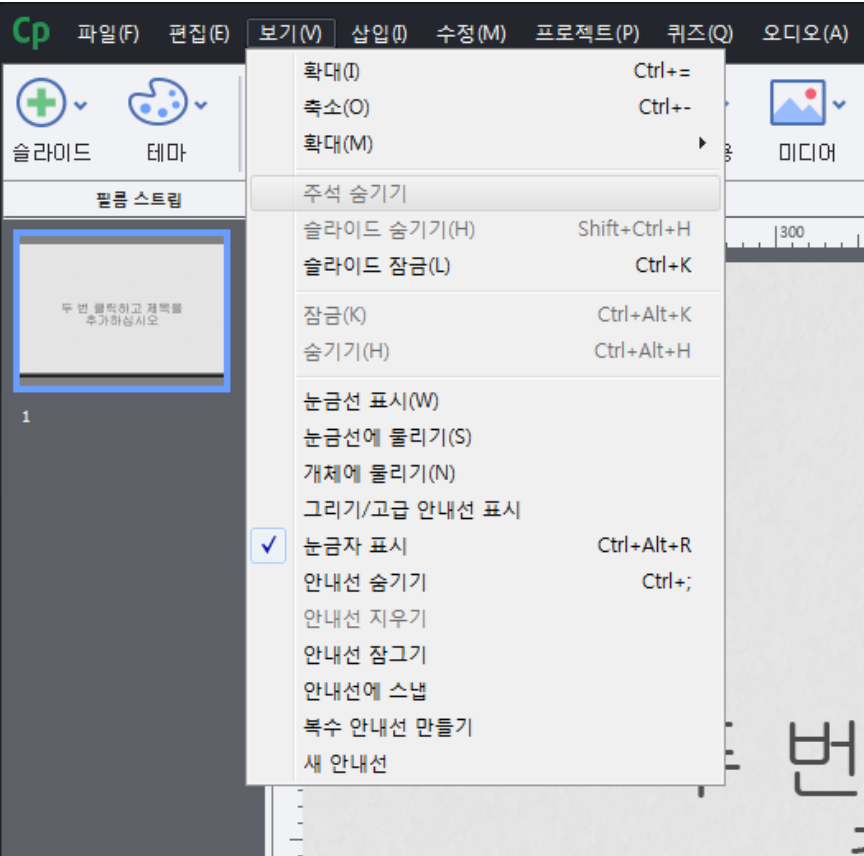 Cp 파일(F) 편집(E) 보기(V) 삽입(I) 수정(M) 프로젝트(P) 퀴즈(Q) 오디오(A)
슬라이드 테마 미디어
필름 스트립
300
두 번 클릭하고 제목을
추가하십시오
1
확대(I) Ctrl+=
축소(O) Ctrl+-
확대(M)
주석 숨기기
슬라이드 숨기기(H) Shift+Ctrl+H
슬라이드 잠금(L) Ctrl+K
잠금(K) Ctrl+Alt+K
숨기기(H) Ctrl+Alt+H
눈금선 표시(W)
눈금선에 물리기(S)
개체에 물리기(N)
그리기/고급 안내선 표시
눈금자 표시 Ctrl+Alt+R
안내선 숨기기 Ctrl+;
안내선 지우기
안내선 잠그기
안내선에 스냅
복수 안내선 만들기
새 안내선
번